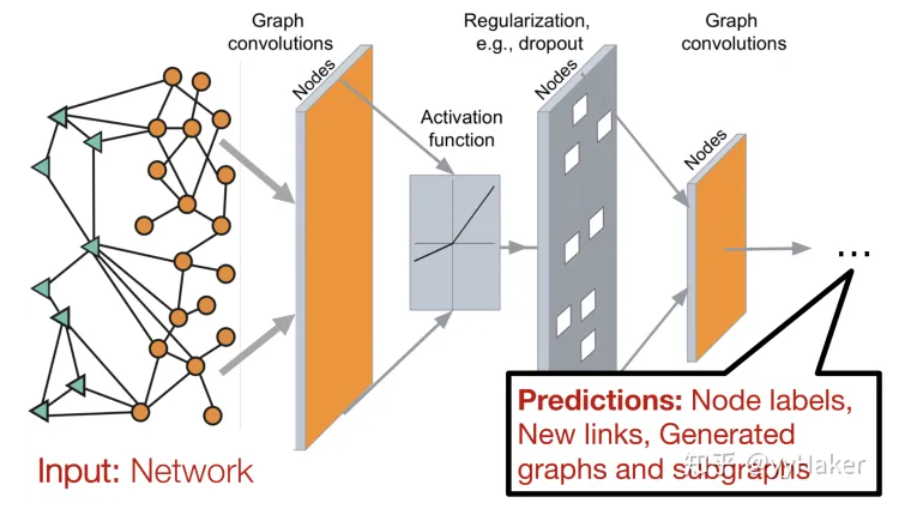 Graph
convolutions
Regularization,
e.g., dropout
Graph
convolutions
Nodes
Nodes
Activation
function
Nodes
...
Predictions: Node labels,
New links, Generated
graphs and subgraphs
Input: Network
知乎 @yyHaker